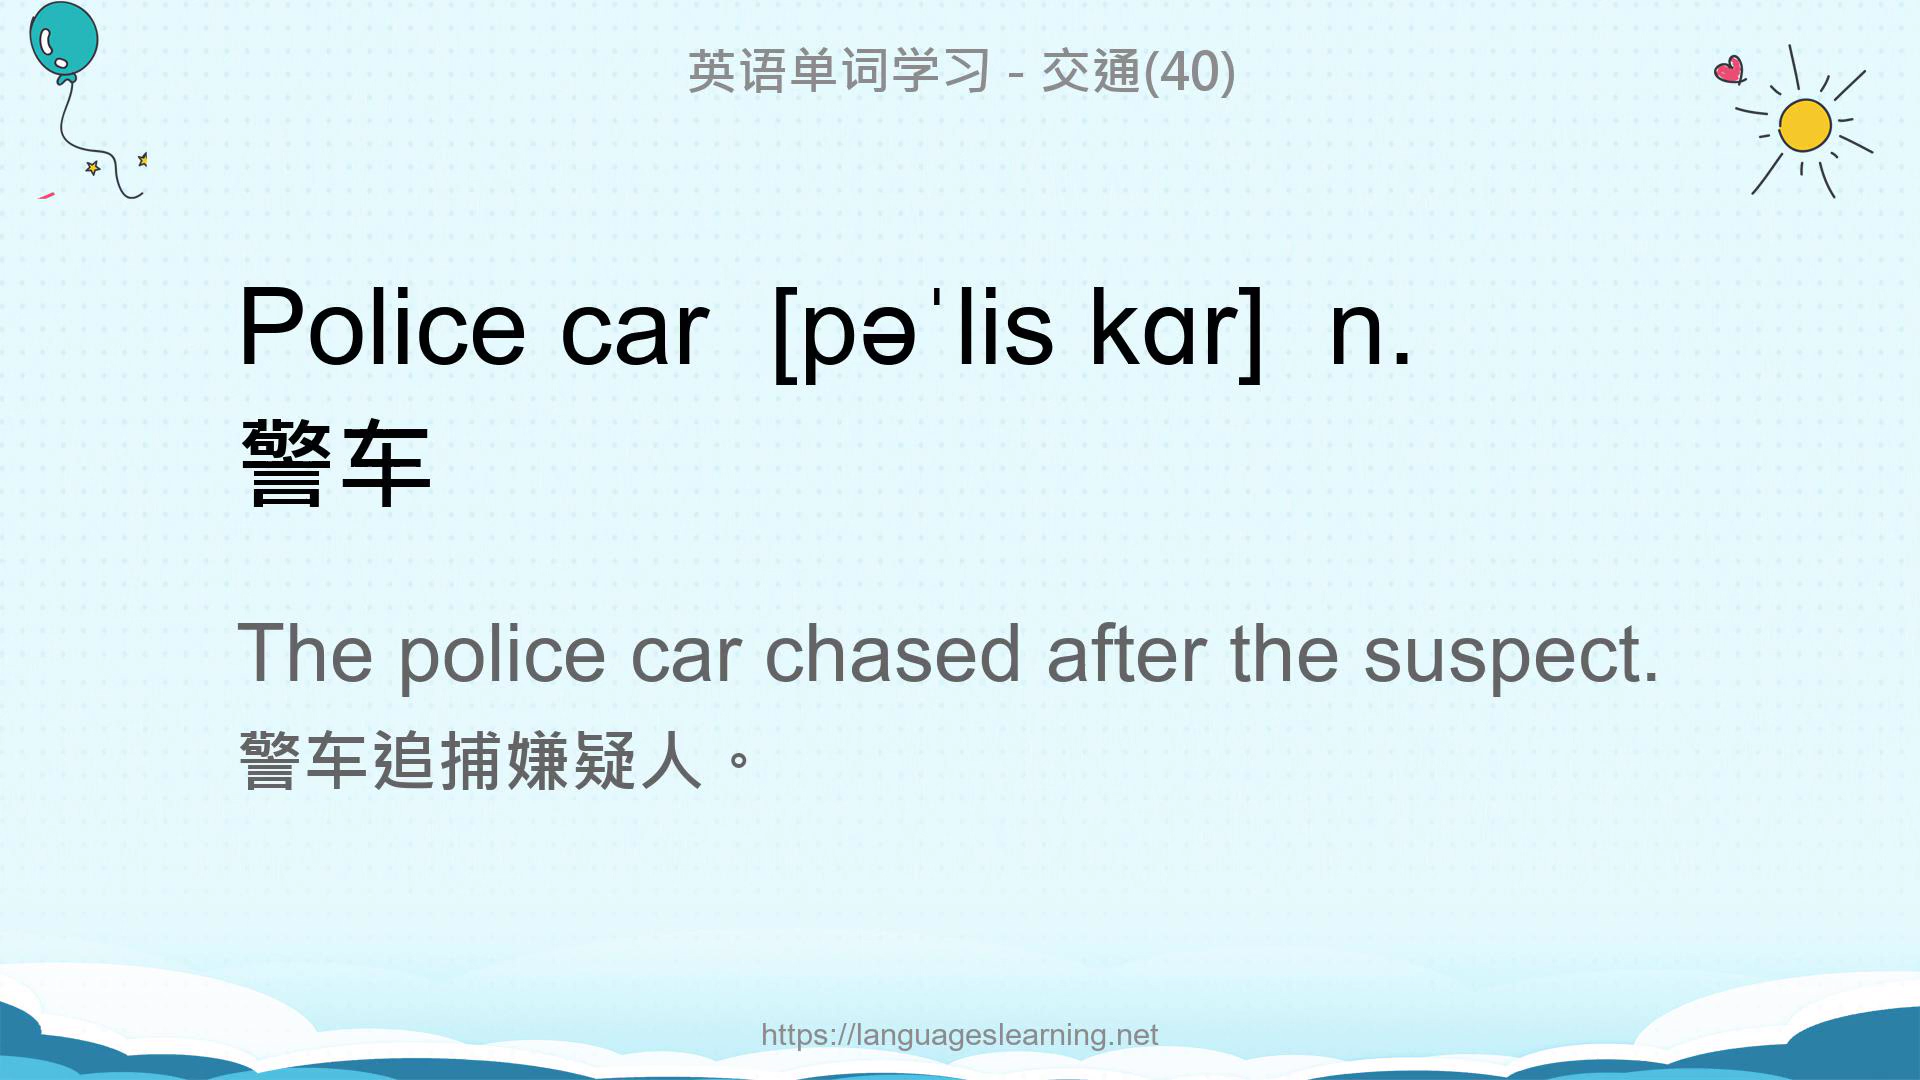 英语单词学习 - 交通(40)
Police car [pəˈlis kɑr] n.
警车
The police car chased after the suspect.
警车追捕嫌疑人。
https://languageslearning.net